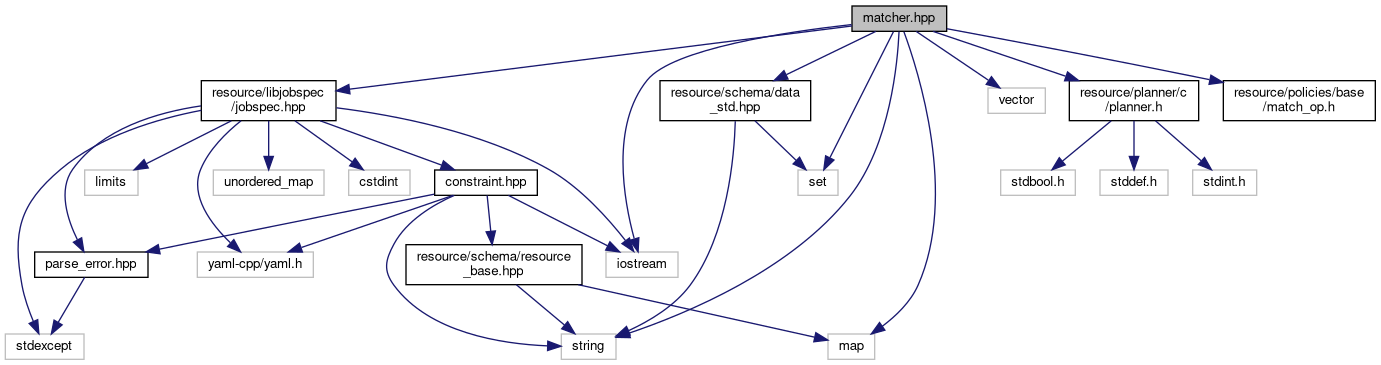 matcher.hpp
resource/libjobspec
/jobspec.hpp
resource/schema/data
_std.hpp
vector
resource/planner/c
/planner.h
resource/policies/base
/match_op.h
limits
unordered_map
cstdint
constraint.hpp
set
stdbool.h
stddef.h
stdint.h
parse_error.hpp
yaml-cpp/yaml.h
resource/schema/resource
_base.hpp
iostream
stdexcept
string
map